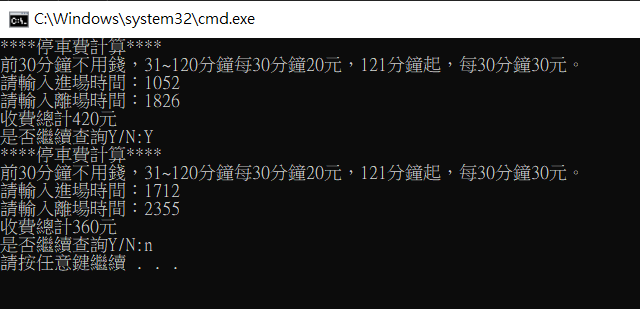 C:\Windows\system32\cmd.exe
****停車費計算****
前30分鐘不用錢，31~120分鐘每30分鐘20元，121分鐘起，每30分鐘30元。
請輸入進場時間：1052
請輸入離場時間：1826
收費總計420元
是否繼續查詢Y/N:Y
****停車費計算****
前30分鐘不用錢，31~120分鐘每30分鐘20元，121分鐘起，每30分鐘30元。
請輸入進場時間：1712
請輸入離場時間：2355
收費總計360元
是否繼續查詢Y/N:n
請按任意鍵繼續 . . .